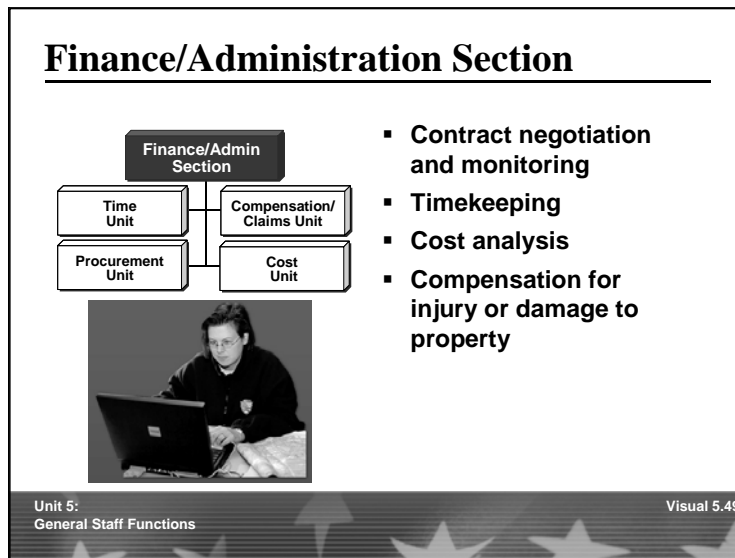 Finance/Administration Section
Finance/Admin
Section
Time
Unit
Compensation/
Claims Unit
Procurement
Unit
Cost
Unit
▪ Contract negotiation
and monitoring
▪ Timekeeping
▪ Cost analysis
▪ Compensation for
injury or damage to
property
Unit 5:
General Staff Functions
Visual 5.49